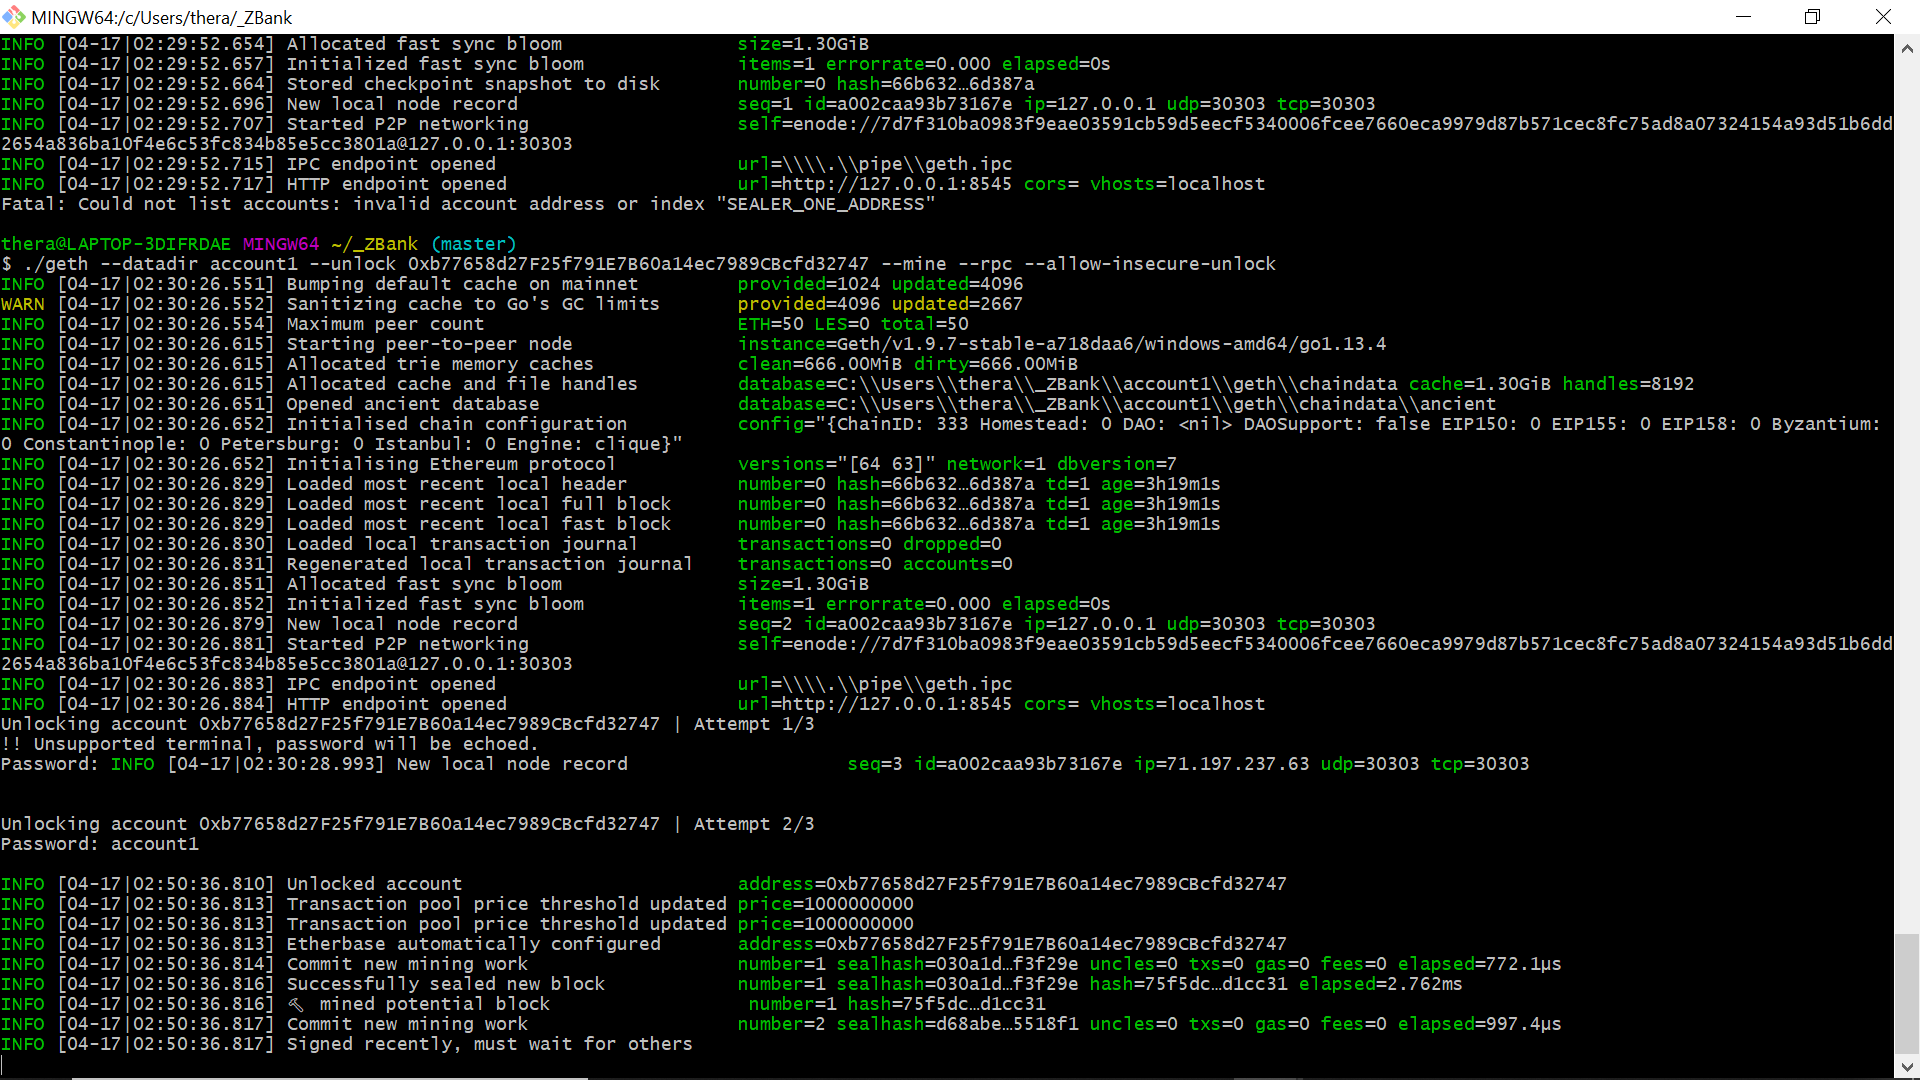 MINGW64:/c/Users/thera/_ZBank
INFO [04-17|02:29:52.654] Allocated fast sync bloom                size=1.30GiB
INFO [04-17|02:29:52.657] Initialized fast sync bloom              items=1 errorrate=0.000 elapsed=0s
INFO [04-17|02:29:52.664] Stored checkpoint snapshot to disk       number=0 hash=66b632…6d387a
INFO [04-17|02:29:52.696] New local node record                    seq=1 id=a002caa93b73167e ip=127.0.0.1 udp=30303 tcp=30303
INFO [04-17|02:29:52.707] Started P2P networking                   self=enode://7d7f310ba0983f9eae03591cb59d5eecf5340006fcee7660eca9979d87b571cec8fc75ad8a07324154a93d51b6dd
2654a836ba10f4e6c53fc834b85e5cc3801a@127.0.0.1:30303
INFO [04-17|02:29:52.715] IPC endpoint opened                      url=\\\\.\\pipe\\geth.ipc
INFO [04-17|02:29:52.717] HTTP endpoint opened                     url=http://127.0.0.1:8545 cors= vhosts=localhost
Fatal: Could not list accounts: invalid account address or index "SEALER_ONE_ADDRESS"
thera@LAPTOP-3DIFRDAE MINGW64 ~/_ZBank (master)
$ ./geth --datadir account1 --unlock 0xb77658d27F25f791E7B60a14ec7989CBcfd32747 --mine --rpc --allow-insecure-unlock
INFO [04-17|02:30:26.551] Bumping default cache on mainnet         provided=1024 updated=4096
WARN [04-17|02:30:26.552] Sanitizing cache to Go's GC limits       provided=4096 updated=2667
INFO [04-17|02:30:26.554] Maximum peer count                       ETH=50 LES=0 total=50
INFO [04-17|02:30:26.615] Starting peer-to-peer node               instance=Geth/v1.9.7-stable-a718daa6/windows-amd64/go1.13.4
INFO [04-17|02:30:26.615] Allocated trie memory caches             clean=666.00MiB dirty=666.00MiB
INFO [04-17|02:30:26.615] Allocated cache and file handles         database=C:\\Users\\thera\\_ZBank\\account1\\geth\\chaindata cache=1.30GiB handles=8192
INFO [04-17|02:30:26.651] Opened ancient database                  database=C:\\Users\\thera\\_ZBank\\account1\\geth\\chaindata\\ancient
INFO [04-17|02:30:26.652] Initialised chain configuration          config="{ChainID: 333 Homestead: 0 DAO: <nil> DAOSupport: false EIP150: 0 EIP155: 0 EIP158: 0 Byzantium:
0 Constantinople: 0 Petersburg: 0 Istanbul: 0 Engine: clique}"
INFO [04-17|02:30:26.652] Initialising Ethereum protocol           versions="[64 63]" network=1 dbversion=7
INFO [04-17|02:30:26.829] Loaded most recent local header          number=0 hash=66b632…6d387a td=1 age=3h19m1s
INFO [04-17|02:30:26.829] Loaded most recent local full block      number=0 hash=66b632…6d387a td=1 age=3h19m1s
INFO [04-17|02:30:26.829] Loaded most recent local fast block      number=0 hash=66b632…6d387a td=1 age=3h19m1s
INFO [04-17|02:30:26.830] Loaded local transaction journal         transactions=0 dropped=0
INFO [04-17|02:30:26.831] Regenerated local transaction journal    transactions=0 accounts=0
INFO [04-17|02:30:26.851] Allocated fast sync bloom                size=1.30GiB
INFO [04-17|02:30:26.852] Initialized fast sync bloom              items=1 errorrate=0.000 elapsed=0s
INFO [04-17|02:30:26.879] New local node record                    seq=2 id=a002caa93b73167e ip=127.0.0.1 udp=30303 tcp=30303
INFO [04-17|02:30:26.881] Started P2P networking                   self=enode://7d7f310ba0983f9eae03591cb59d5eecf5340006fcee7660eca9979d87b571cec8fc75ad8a07324154a93d51b6dd
2654a836ba10f4e6c53fc834b85e5cc3801a@127.0.0.1:30303
INFO [04-17|02:30:26.883] IPC endpoint opened                      url=\\\\.\\pipe\\geth.ipc
INFO [04-17|02:30:26.884] HTTP endpoint opened                     url=http://127.0.0.1:8545 cors= vhosts=localhost
Unlocking account 0xb77658d27F25f791E7B60a14ec7989CBcfd32747 | Attempt 1/3
!! Unsupported terminal, password will be echoed.
Password: INFO [04-17|02:30:28.993] New local node record                    seq=3 id=a002caa93b73167e ip=71.197.237.63 udp=30303 tcp=30303
Unlocking account 0xb77658d27F25f791E7B60a14ec7989CBcfd32747 | Attempt 2/3
Password: account1
INFO [04-17|02:50:36.810] Unlocked account                         address=0xb77658d27F25f791E7B60a14ec7989CBcfd32747
INFO [04-17|02:50:36.813] Transaction pool price threshold updated price=1000000000
INFO [04-17|02:50:36.813] Transaction pool price threshold updated price=1000000000
INFO [04-17|02:50:36.813] Etherbase automatically configured       address=0xb77658d27F25f791E7B60a14ec7989CBcfd32747
INFO [04-17|02:50:36.814] Commit new mining work                   number=1 sealhash=030a1d…f3f29e uncles=0 txs=0 gas=0 fees=0 elapsed=772.1µs
INFO [04-17|02:50:36.816] Successfully sealed new block            number=1 sealhash=030a1d…f3f29e hash=75f5dc…d1cc31 elapsed=2.762ms
INFO [04-17|02:50:36.816] 🔨 mined potential block                  number=1 hash=75f5dc…d1cc31
INFO [04-17|02:50:36.817] Commit new mining work                   number=2 sealhash=d68abe…5518f1 uncles=0 txs=0 gas=0 fees=0 elapsed=997.4µs
INFO [04-17|02:50:36.817] Signed recently, must wait for others